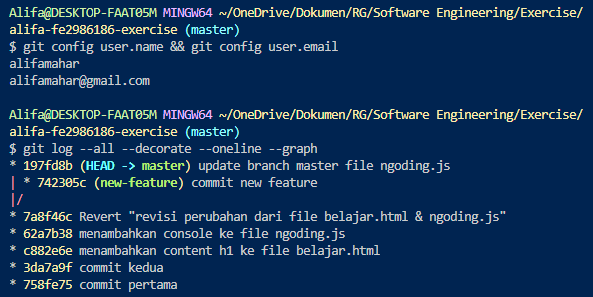 Alifa@DESKTOP-FAAT05M MINGW64 ~/OneDrive/Dokumen/RG/Software Engineering/Exercise/
alifa-fe2986186-exercise (master)
$ git config user.name && git config user.email
alifamahar
alifamahar@gmail.com
Alifa@DESKTOP-FAAT05M MINGW64 ~/OneDrive/Dokumen/RG/Software Engineering/Exercise/
alifa-fe2986186-exercise (master)
$ git log --all --decorate --oneline --graph
* 197fd8b (HEAD -> master) update branch master file ngoding.js
| * 742305c (new-feature) commit new feature
|/
* 7a8f46c Revert "revisi perubahan dari file belajar.html & ngoding.js"
* 62a7b38 menambahkan console ke file ngoding.js
* c882e6e menambahkan content h1 ke file belajar.html
* 3da7a9f commit kedua
* 758fe75 commit pertama